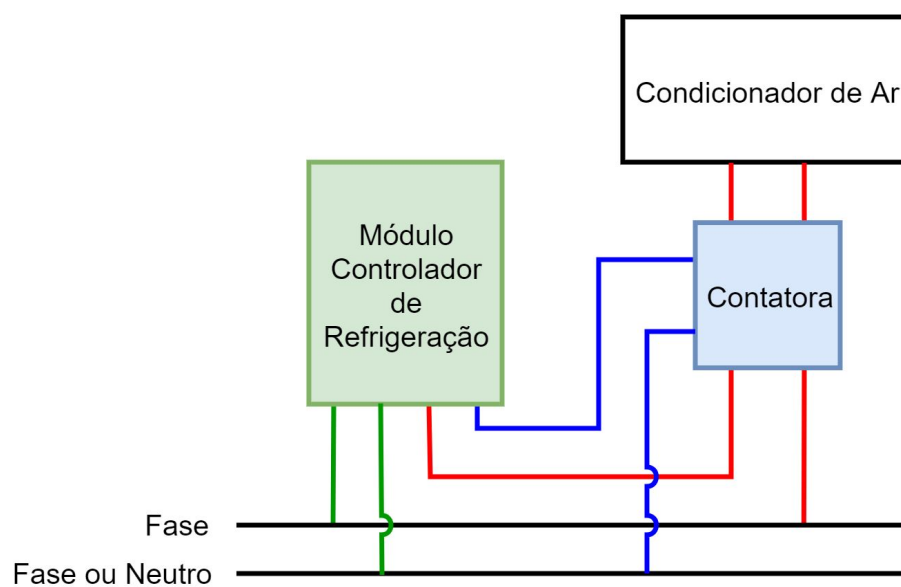 Condicionador de Ar
Módulo
Controlador
de
Refrigeração
Contatora
Fase
Fase ou Neutro